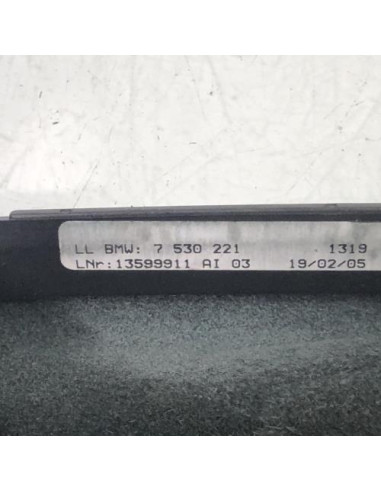 LL BMW: 7 530 221 1319
LNr:13599911 AI 03 19/02/05